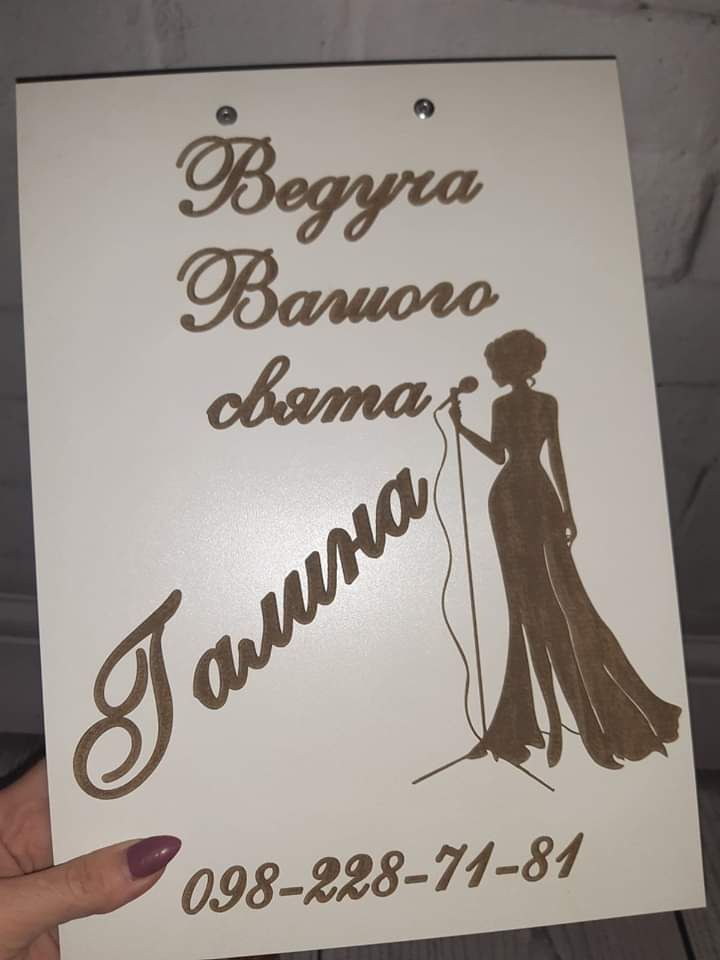 Ведуча
Вашого
свята
Галина
098-228-71-81